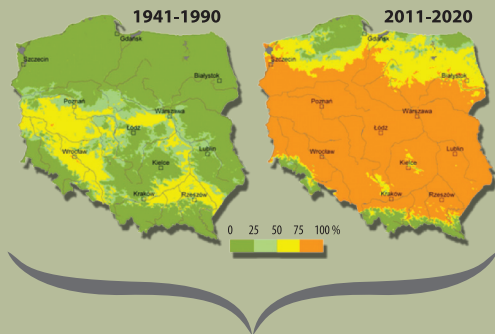 1941-1990
Gdańsk
Szczecin
Białystok
Poznań
Warszawa
Łódź
Wrocław
Lublin
Kielce
Kraków
Rzeszów
2011-2020
Gdańsk
Szczecin
Białystok
Poznań
Warszawa
Łódź
Wrocław
Lublin
Kielce
Kraków
Rzeszów
0 25 50 75 100 %